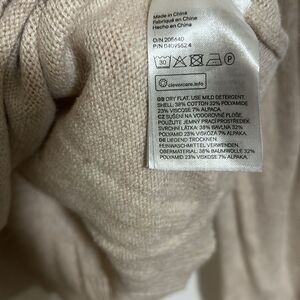 Made in China
Fabriqué en Chine
Hecho en China
O/N 205640
30
clevercare.info
GB DRY FLAT. USE MILD DETERGENT.
SHELL: 38% COTTON 32% POLYAMIDE
23% VISCOSE 7% ALPACA.
CZ SUŠENÍ NA VODOROVNÉ PLOŠE.
POUŽIJTE JEMNÝ PRACÍ PROSTŘEDEK.
SVRCHNÍ LÁTKA: 38% BAVLNA 32%
POLYAMID 23% VISKÓZA 7% ALPAKA.
DE LIEGEND TROCKNEN.
FEINWASCHMITTEL VERWENDEN.
OBERMATERIAL: 38% BAUMWOLLE 32%
POLYAMID 23% VISKOSE 7% ALPAKA.